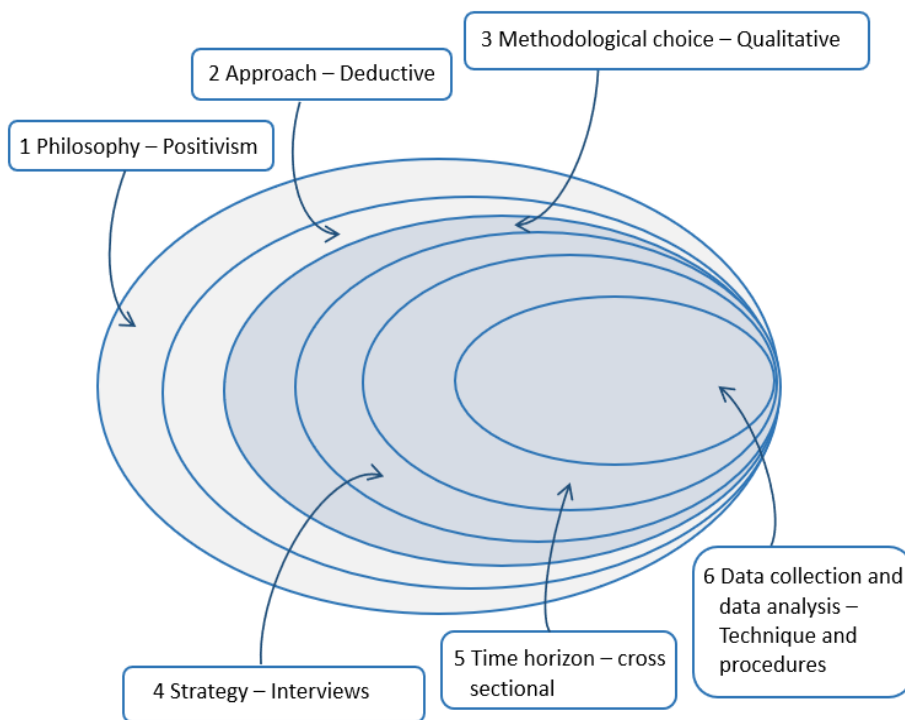 3 Methodological choice – Qualitative
2 Approach – Deductive
1 Philosophy – Positivism
4 Strategy – Interviews
5 Time horizon – cross
sectional
6 Data collection and
data analysis –
Technique and
procedures